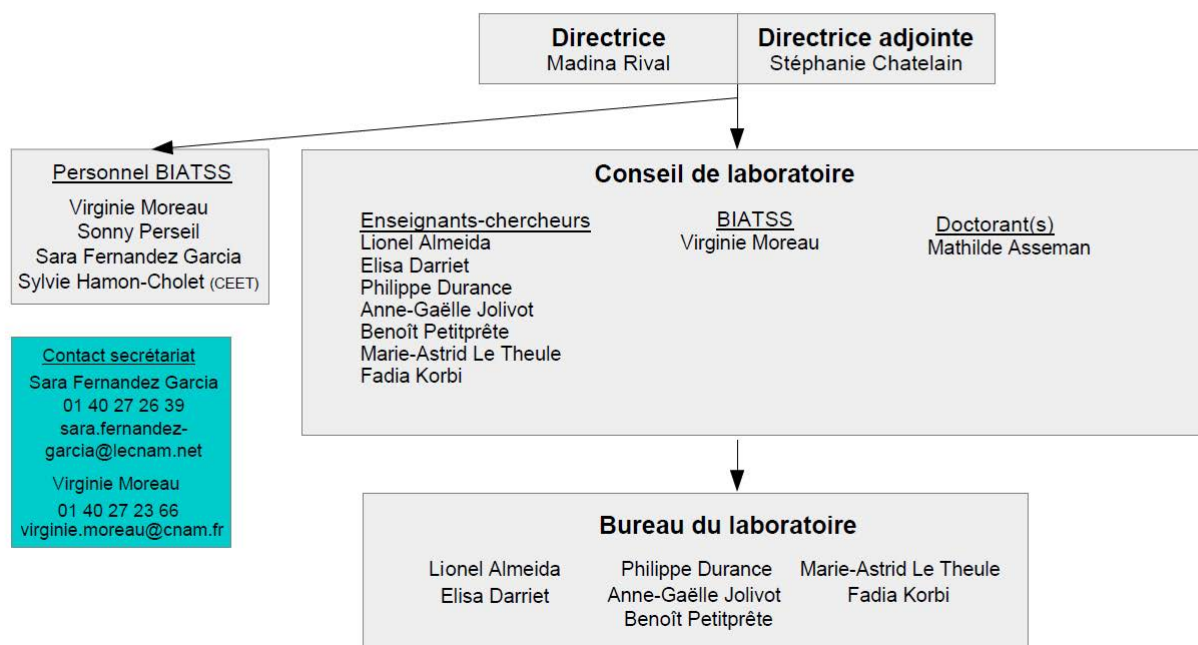 Directrice
Madina Rival
Directrice adjointe
Stéphanie Chatelain
Personnel BIATSS
Virginie Moreau
Sonny Perseil
Sara Fernandez Garcia
Sylvie Hamon-Cholet (CEET)
Contact secrétariat
Sara Fernandez Garcia
01 40 27 26 39
sara.fernandez-
garcia@lecnam.net
Virginie Moreau
01 40 27 23 66
virginie.moreau@cnam.fr
Conseil de laboratoire
Enseignants-chercheurs
Lionel Almeida
Elisa Darriet
Philippe Durance
Anne-Gaëlle Jolivot
Benoît Petitprête
Marie-Astrid Le Theule
Fadia Korbi
BIATSS
Virginie Moreau
Doctorant(s)
Mathilde Asseman
Bureau du laboratoire
Lionel Almeida
Elisa Darriet
Philippe Durance
Anne-Gaëlle Jolivot
Benoît Petitprête
Marie-Astrid Le Theule
Fadia Korbi